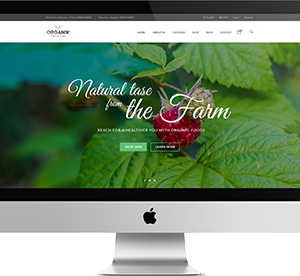 ORGANIK
HOME ABOUT US FEATURES SHOP BLOG CONTACT
Natural tase
from the Farm
REACH FOR A HEALTHIER YOU WITH ORGANIC FOODS
SHOP NOW LEARN MORE